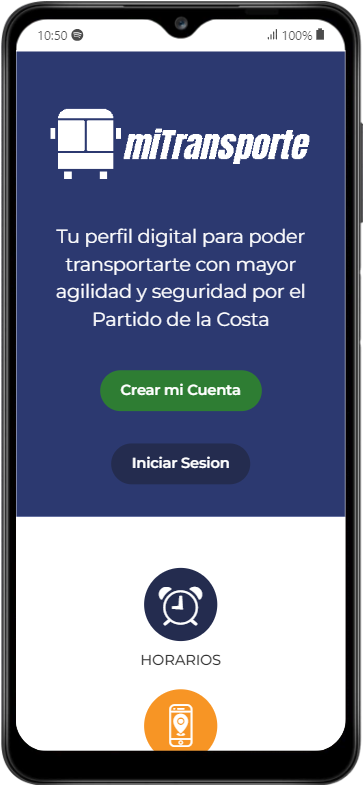 10:50
100%
miTransporte
Tu perfil digital para poder
transportarte con mayor
agilidad y seguridad por el
Partido de la Costa
Crear mi Cuenta
Iniciar Sesion
HORARIOS